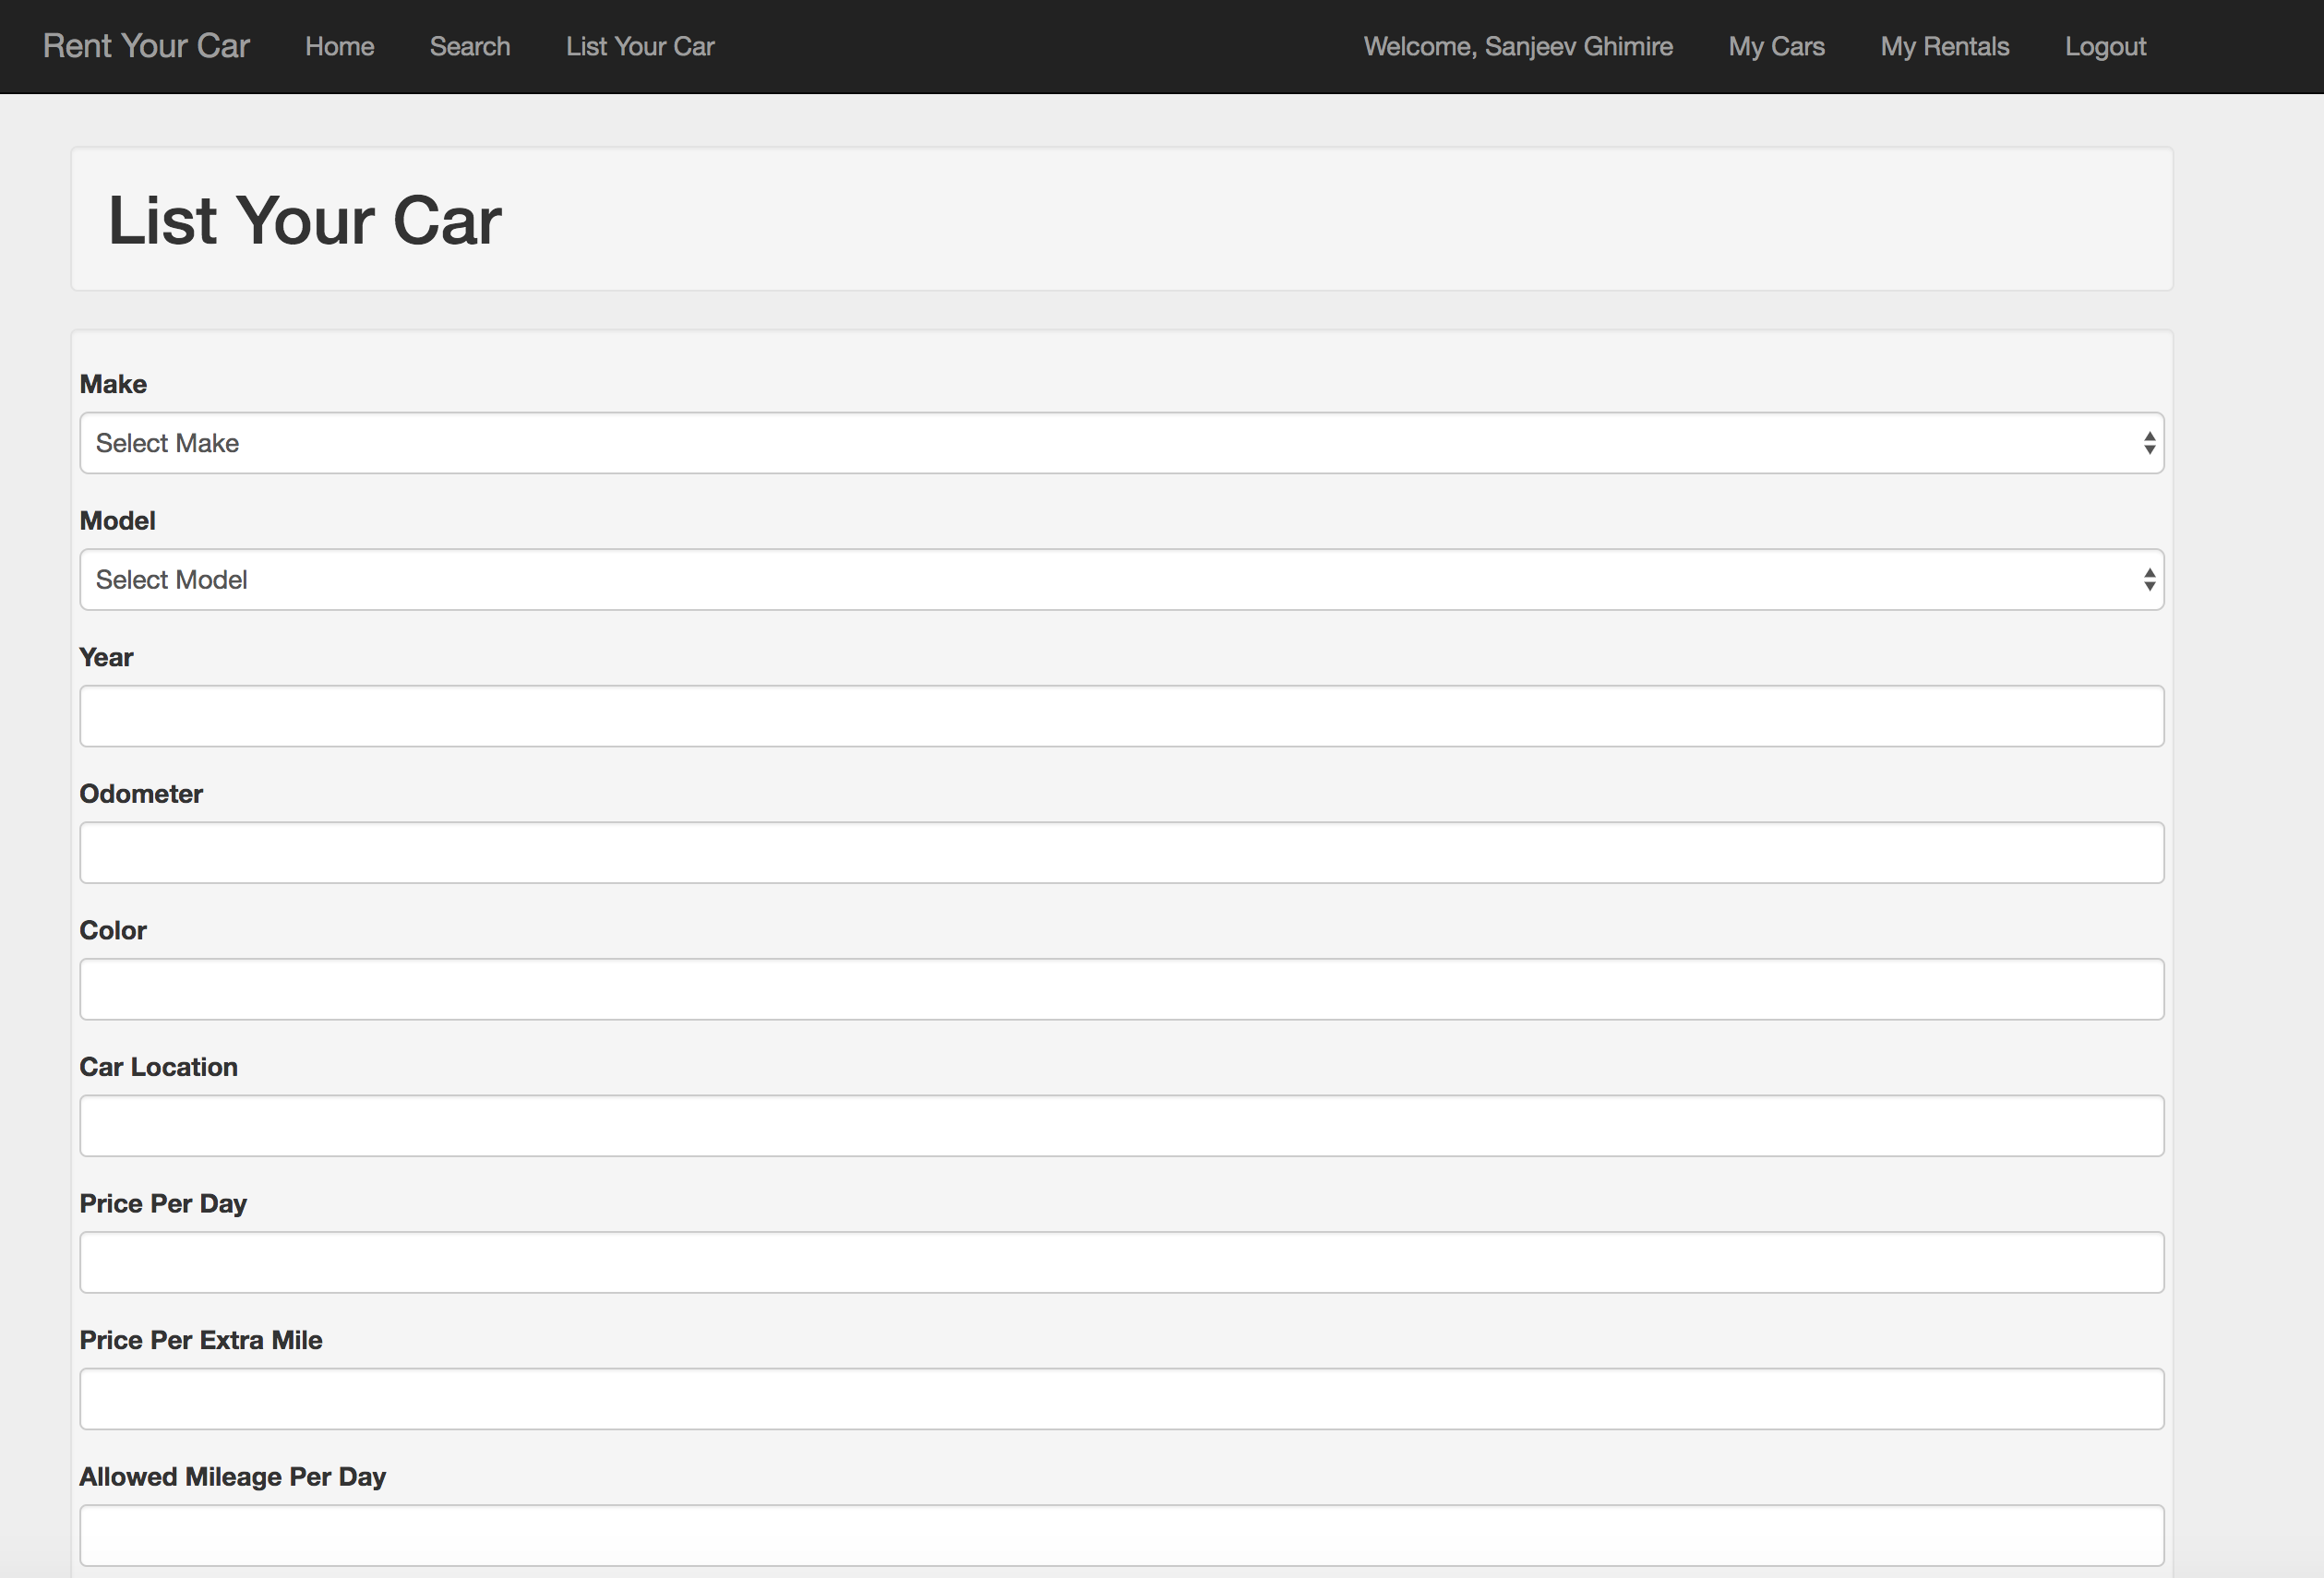 Rent Your Car Home Search List Your Car Welcome, Sanjeev Ghimire My Cars My Rentals Logout
List Your Car
Make
Select Make
Model
Select Model
Year
Odometer
Color
Car Location
Price Per Day
Price Per Extra Mile
Allowed Mileage Per Day